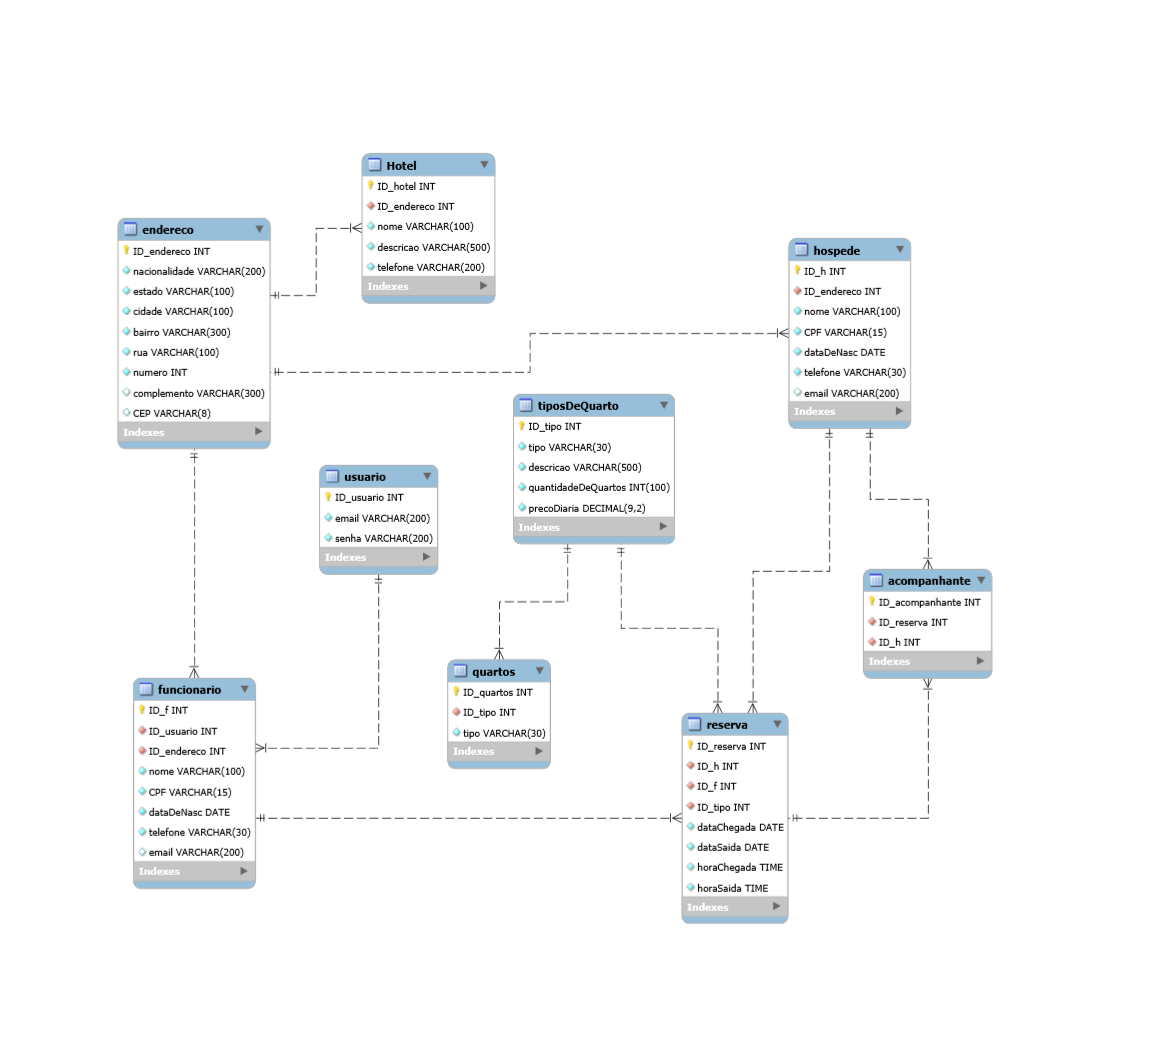 Hotel
ID_hotel INT
ID_endereco INT
nome VARCHAR(100)
descricao VARCHAR(500)
telefone VARCHAR(200)
Indexes
endereco
ID_endereco INT
nacionalidade VARCHAR(200)
estado VARCHAR(100)
cidade VARCHAR(100)
bairro VARCHAR(300)
rua VARCHAR(100)
numero INT
complemento VARCHAR(300)
CEP VARCHAR(8)
Indexes
hospede
ID_h INT
ID_endereco INT
nome VARCHAR(100)
CPF VARCHAR(15)
dataDeNasc DATE
telefone VARCHAR(30)
email VARCHAR(200)
Indexes
tiposDeQuarto
ID_tipo INT
tipo VARCHAR(30)
descricao VARCHAR(500)
quantidadeDeQuartos INT(100)
precoDiaria DECIMAL(9,2)
Indexes
usuario
ID_usuario INT
email VARCHAR(200)
senha VARCHAR(200)
Indexes
acompanhante
ID_acompanhante INT
ID_reserva INT
ID_h INT
Indexes
quartos
ID_quartos INT
ID_tipo INT
tipo VARCHAR(30)
Indexes
funcionario
ID_f INT
ID_usuario INT
ID_endereco INT
nome VARCHAR(100)
CPF VARCHAR(15)
dataDeNasc DATE
telefone VARCHAR(30)
email VARCHAR(200)
Indexes
reserva
ID_reserva INT
ID_h INT
ID_f INT
ID_tipo INT
dataChegada DATE
dataSaida DATE
horaChegada TIME
horaSaida TIME
Indexes